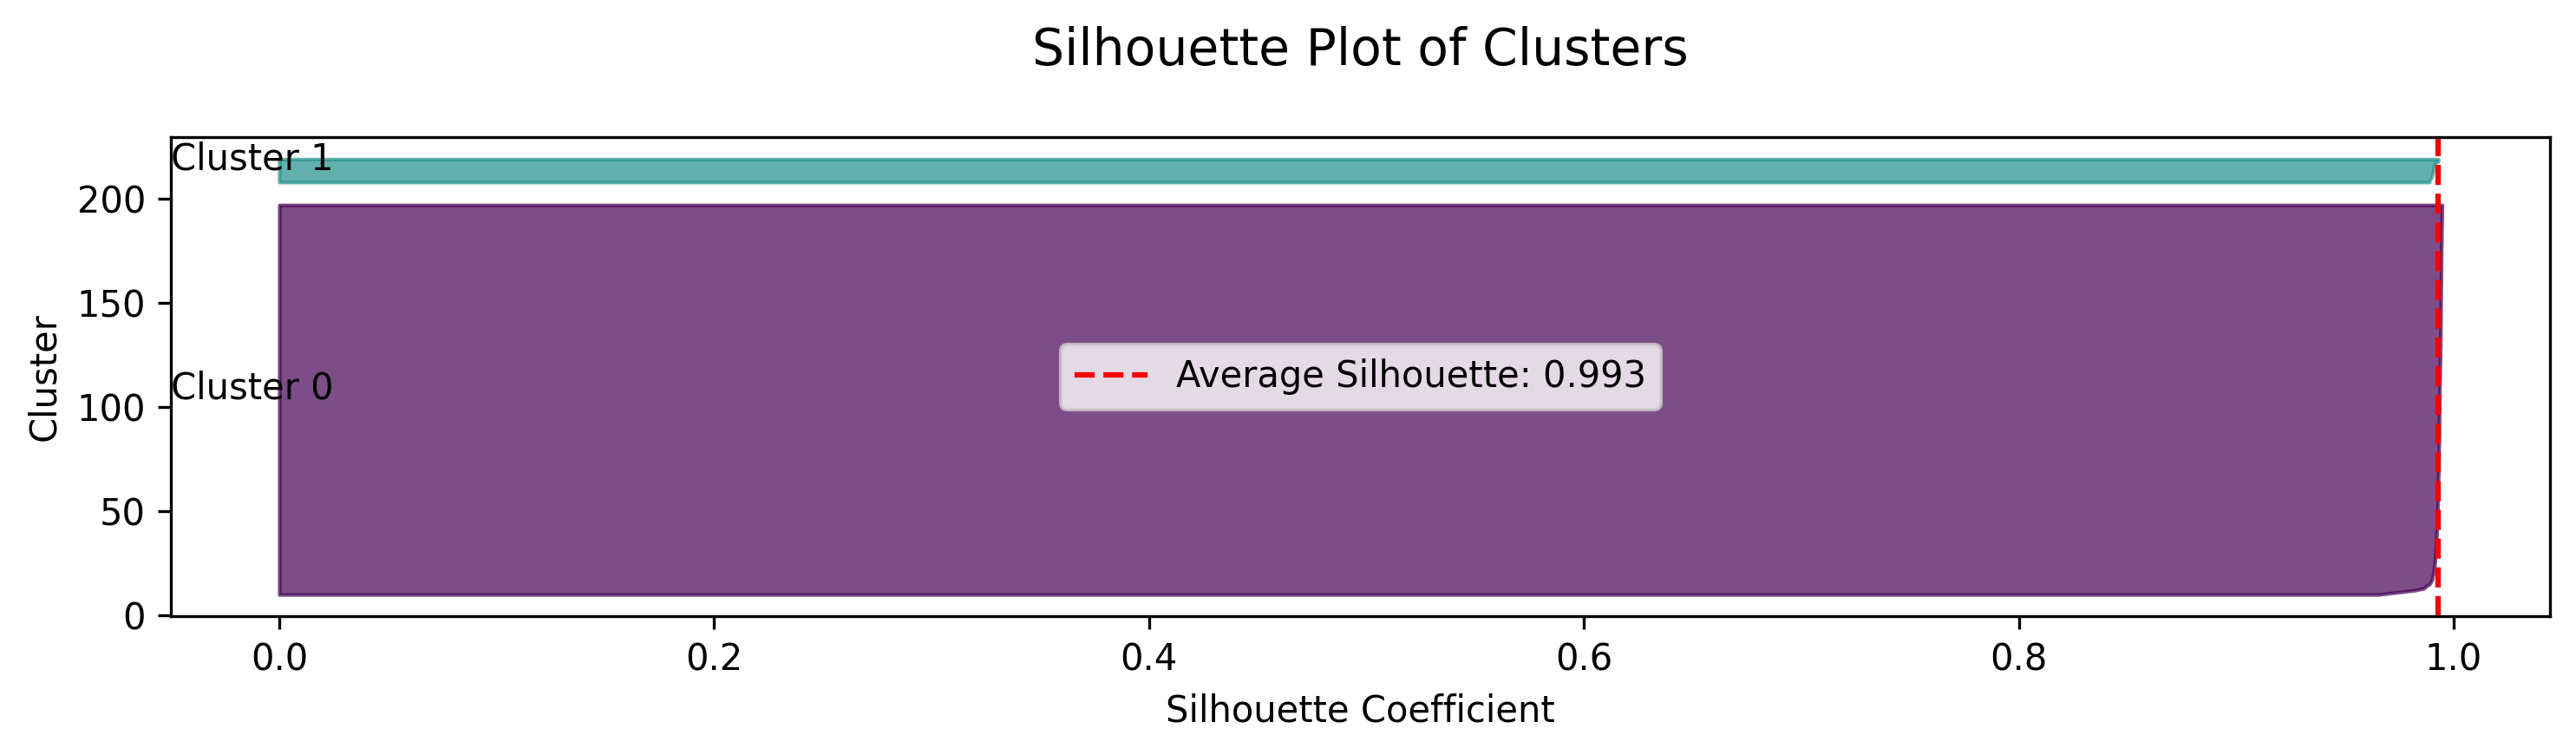 Silhouette Plot of Clusters
Cluster 1
Cluster 0
Average Silhouette: 0.993
Cluster
200
150
100
50
0
0.0
0.2
0.4
0.6
0.8
1.0
Silhouette Coefficient